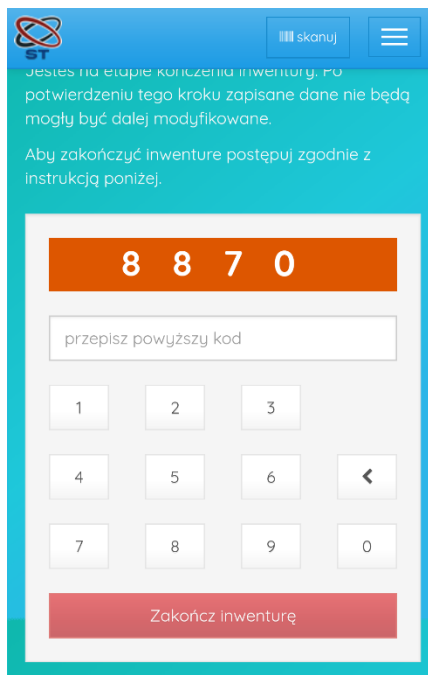 ST
skanuj
Jesteś na etapie kończenia inwentury. Po
potwierdzeniu tego kroku zapisane dane nie będą
mogły być dalej modyfikowane.
Aby zakończyć inwenture postępuj zgodnie z
instrukcją poniżej.
8 8 7 0
przepisz powyższy kod
1 2 3
4 5 6
7 8 9 0
Zakończ inwenturę